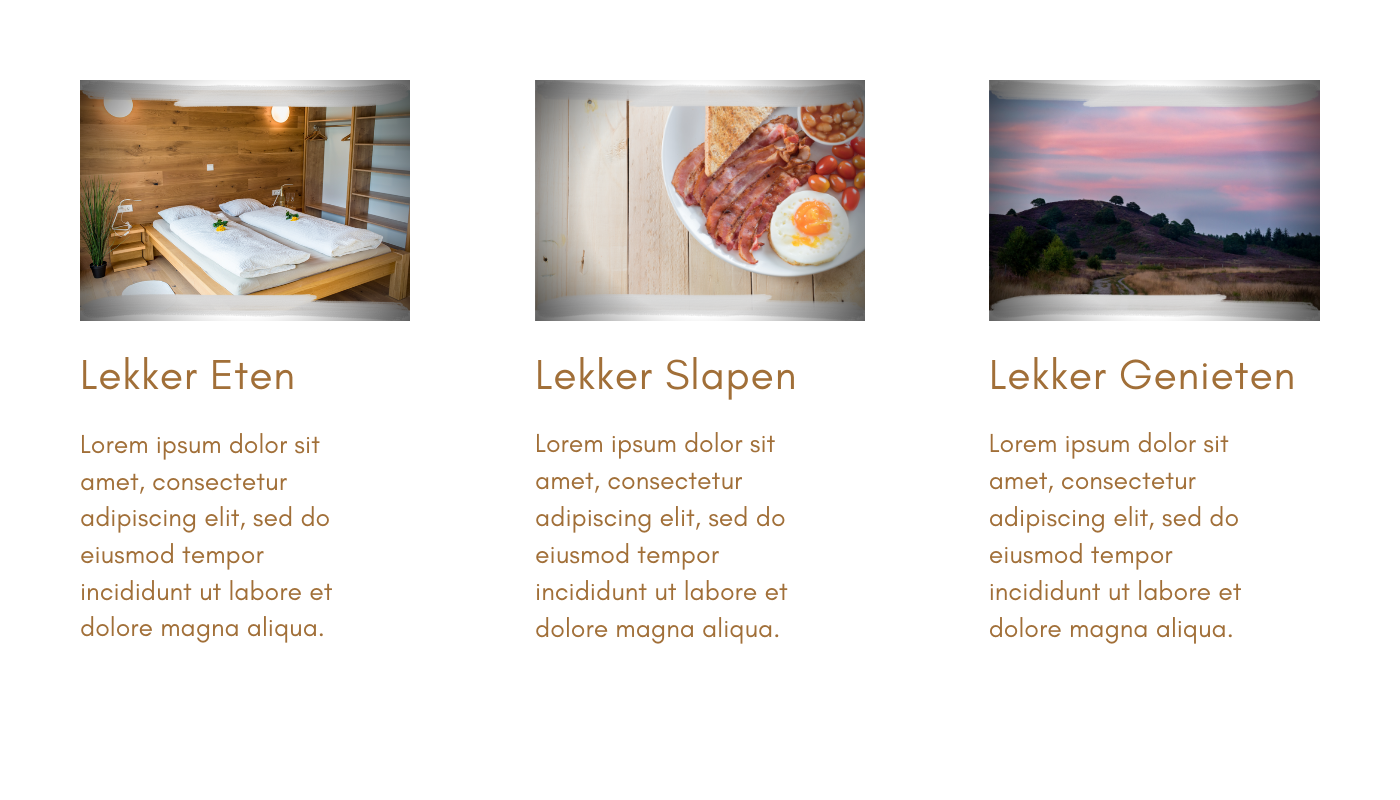 Lekker Eten
Lorem ipsum dolor sit
amet, consectetur
adipiscing elit, sed do
eiusmod tempor
incididunt ut labore et
dolore magna aliqua.
Lekker Slapen
Lorem ipsum dolor sit
amet, consectetur
adipiscing elit, sed do
eiusmod tempor
incididunt ut labore et
dolore magna aliqua.
Lekker Genieten
Lorem ipsum dolor sit
amet, consectetur
adipiscing elit, sed do
eiusmod tempor
incididunt ut labore et
dolore magna aliqua.